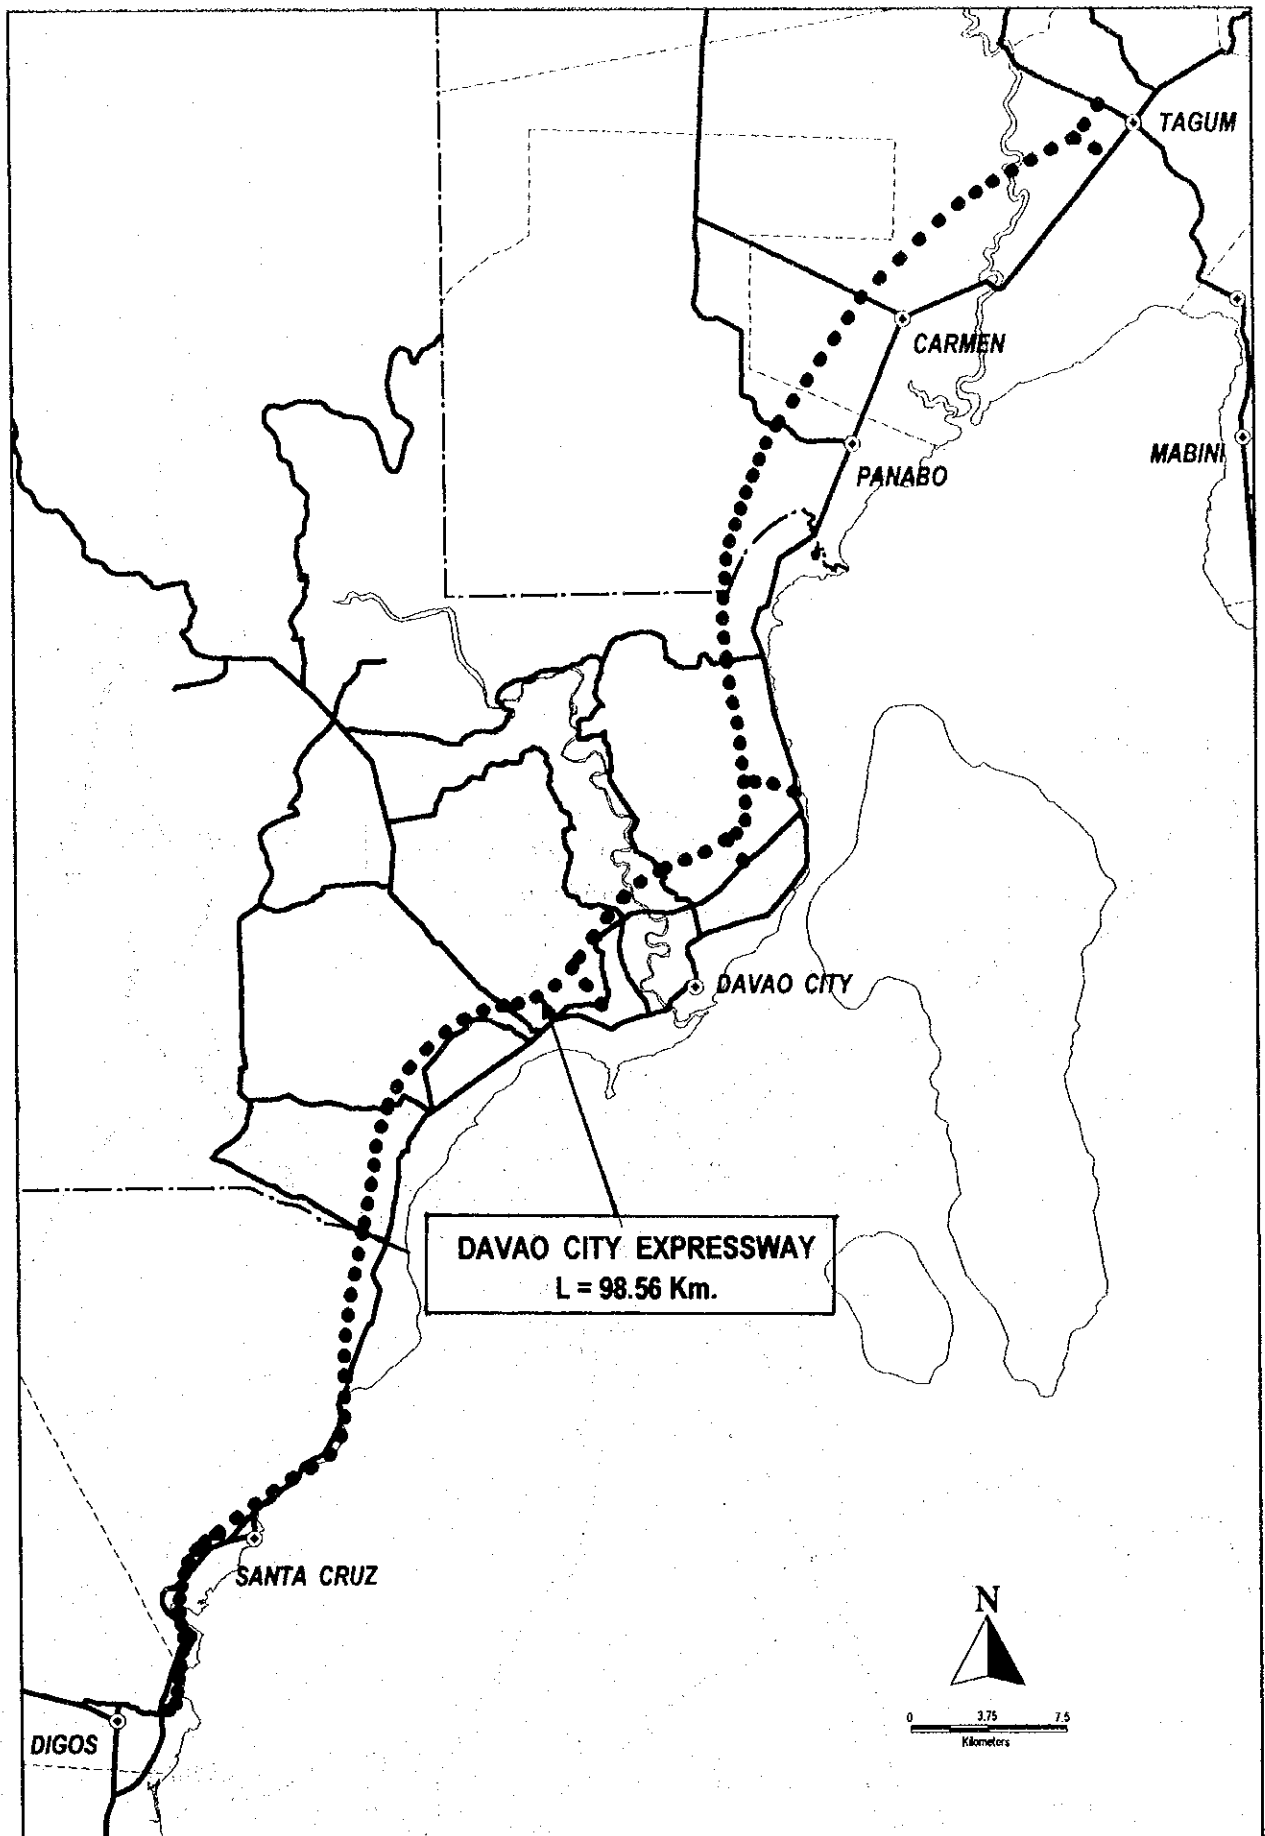 TAGUM
CARMEN
MABINI
PANABO
DAVAO CITY
DAVAO CITY EXPRESSWAY
L = 98.56 Km.
SANTA CRUZ
N
0 3.75 7.5
Kilometers
DIGOS